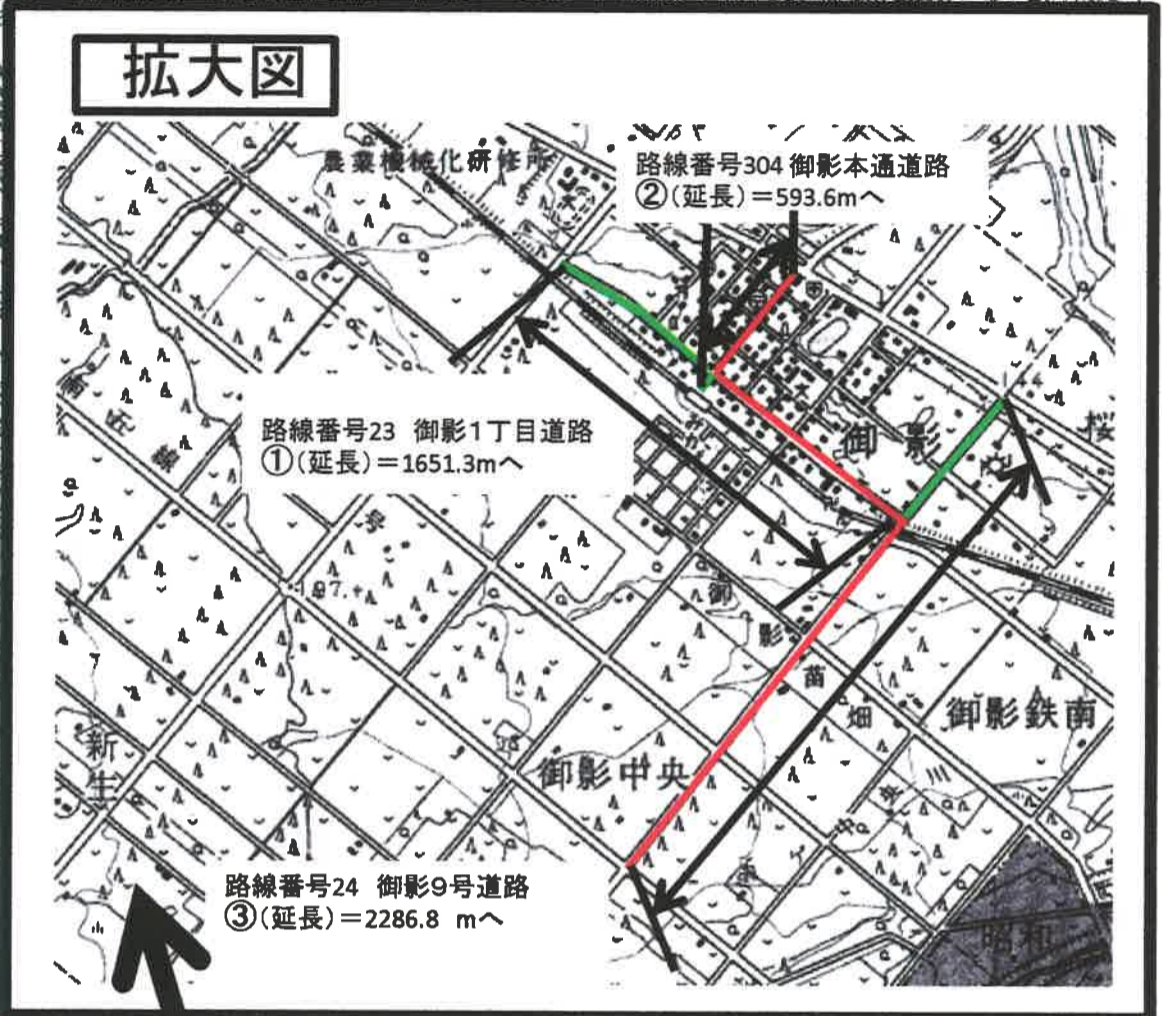 拡大図
農業機械化研修所
路線番号304 御影本通道路
②(延長)=593.6mへ
路線番号23 御影1丁目道路
①(延長)=1651.3mへ
御影
桜
御影苗畑
御影鉄南
御影中央
新生
昭和
路線番号24 御影9号道路
③(延長)=2286.8 mへ